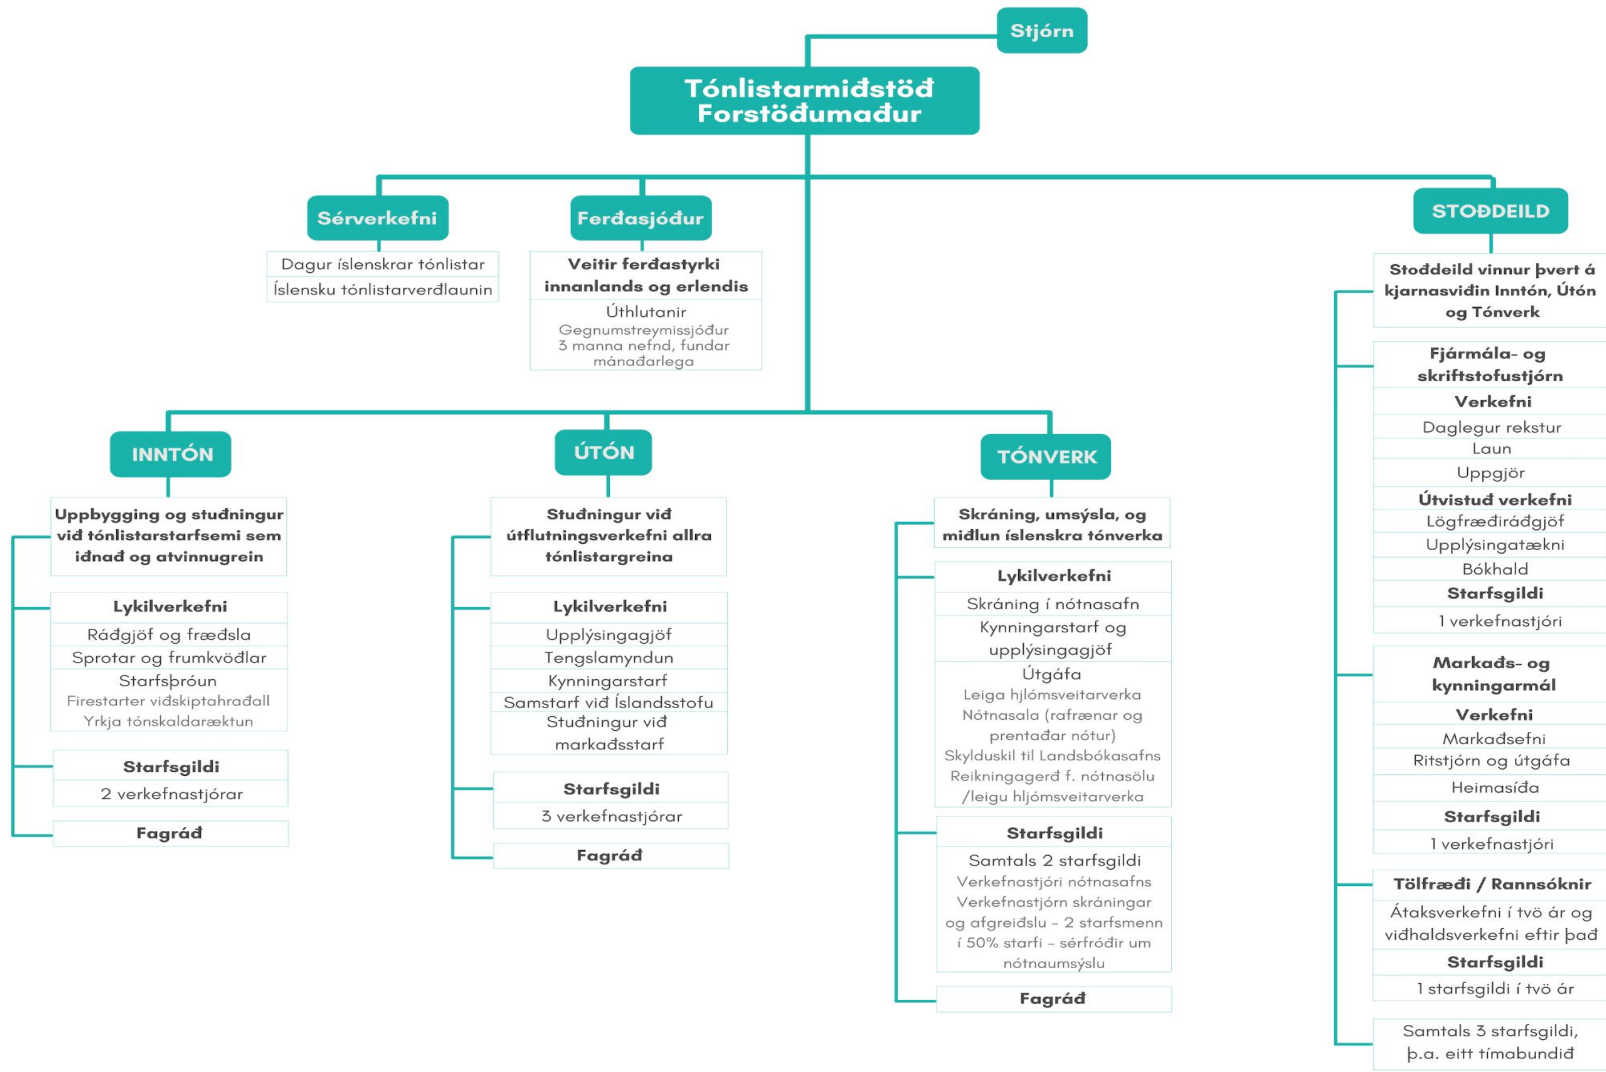 Stjórn
Tónlistarmiðstöð
Forstöðumaður
Sérverkefni
Dagur íslenskrar tónlistar
Íslensku tónlistarverðlaunin
Ferðasjóður
Veitir ferðastyrki
innanlands og erlendis
Úthlutanir
Gegnumstreymissjóður
3 manna nefnd, fundar
mánaðarlega
INNTÓN
Uppbygging og stuðningur
við tónlistarstarfsemi sem
iðnað og atvinnugrein
Lykilverkefni
Ráðgjöf og fræðsla
Sprotar og frumkvöðlar
Starfsþróun
Firestarter viðskiptahraðall
Yrkja tónskaldaræktun
Starfsgildi
2 verkefnastjórar
Fagráð
ÚTÓN
Stuðningur við
útflutningsverkefni allra
tónlistargreina
Lykilverkefni
Upplýsingagjöf
Tengslamyndun
Kynningarstarf
Samstarf við Íslandsstofu
Stuðningur við
markaðsstarf
Starfsgildi
3 verkefnastjórar
Fagráð
TÓNVERK
Skráning, umsýsla, og
miðlun íslenskra tónverka
Lykilverkefni
Skráning í nótnasafn
Kynningarstarf og
upplýsingagjöf
Útgáfa
Leiga hjlómsveitarverka
Nótnasala (rafrænar og
prentaðar nótur)
Skylduskil til Landsbókasafns
Reikningagerð f. nótnasölu
/leigu hljómsveitarverka
Starfsgildi
Samtals 2 starfsgildi
Verkefnastjóri nótnasafns
Verkefnastjórn skráningar
og afgreiðslu - 2 starfsmenn
í 50% starfi - sérfróðir um
nótnaumsýslu
Fagráð
STOÐDEILD
Stoðdeild vinnur þvert á
kjarnasviðin Inntón, Útón
og Tónverk
Fjármála- og
skriftstofustjórn
Verkefni
Daglegur rekstur
Laun
Uppgjör
Útvistuð verkefni
Lögfræðiráðgjöf
Upplýsingatækni
Bókhald
Starfsgildi
1 verkefnastjóri
Markaðs- og
kynningarmál
Verkefni
Markaðsefni
Ritstjórn og útgáfa
Heimasíða
Starfsgildi
1 verkefnastjóri
Tölfræði / Rannsóknir
Átaksverkefni í tvö ár og
viðhaldsverkefni eftir það
Starfsgildi
1 starfsgildi í tvö ár
Samtals 3 starfsgildi,
þ.a. eitt tímabundið